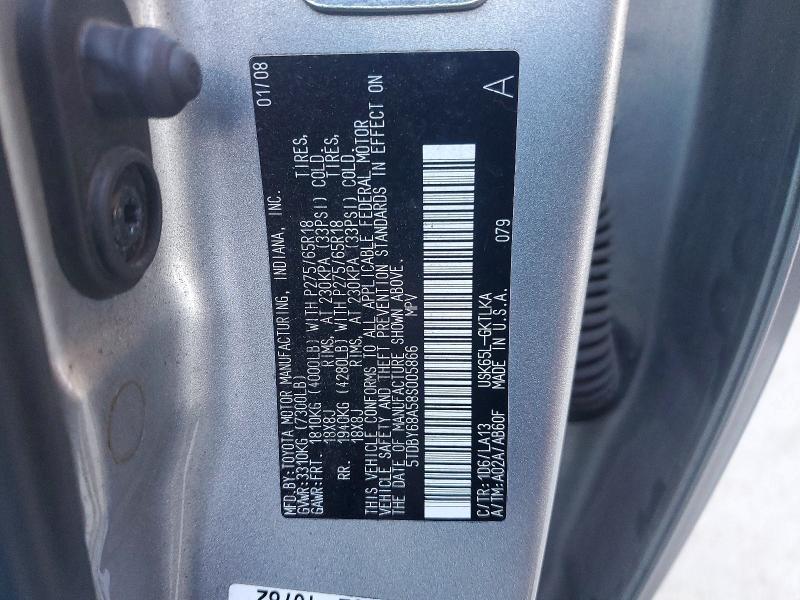 MFD.BY:TOYOTA MOTOR MANUFACTURING, INDIANA, INC. 01/08
GVWR:3310KG (7300LB)
GAWR:FRT. 1810KG (4000LB) WITH P275/65R18 TIRES,
18X8J RIMS, AT 230KPA (33PSI) COLD.
RR. 1940KG (4280LB) WITH P275/65R18 TIRES,
18X8J RIMS, AT 230KPA (33PSI) COLD.
THIS VEHICLE CONFORMS TO ALL APPLICABLE FEDERAL MOTOR
VEHICLE SAFETY AND THEFT PREVENTION STANDARDS IN EFFECT ON
THE DATE OF MANUFACTURE SHOWN ABOVE.
5TDBY68A58S005866 MPV
C/TR:1D6/LA13 USK65L-GKTLKA 079 A
A/TM:A02A/AB60F MADE IN U.S.A.